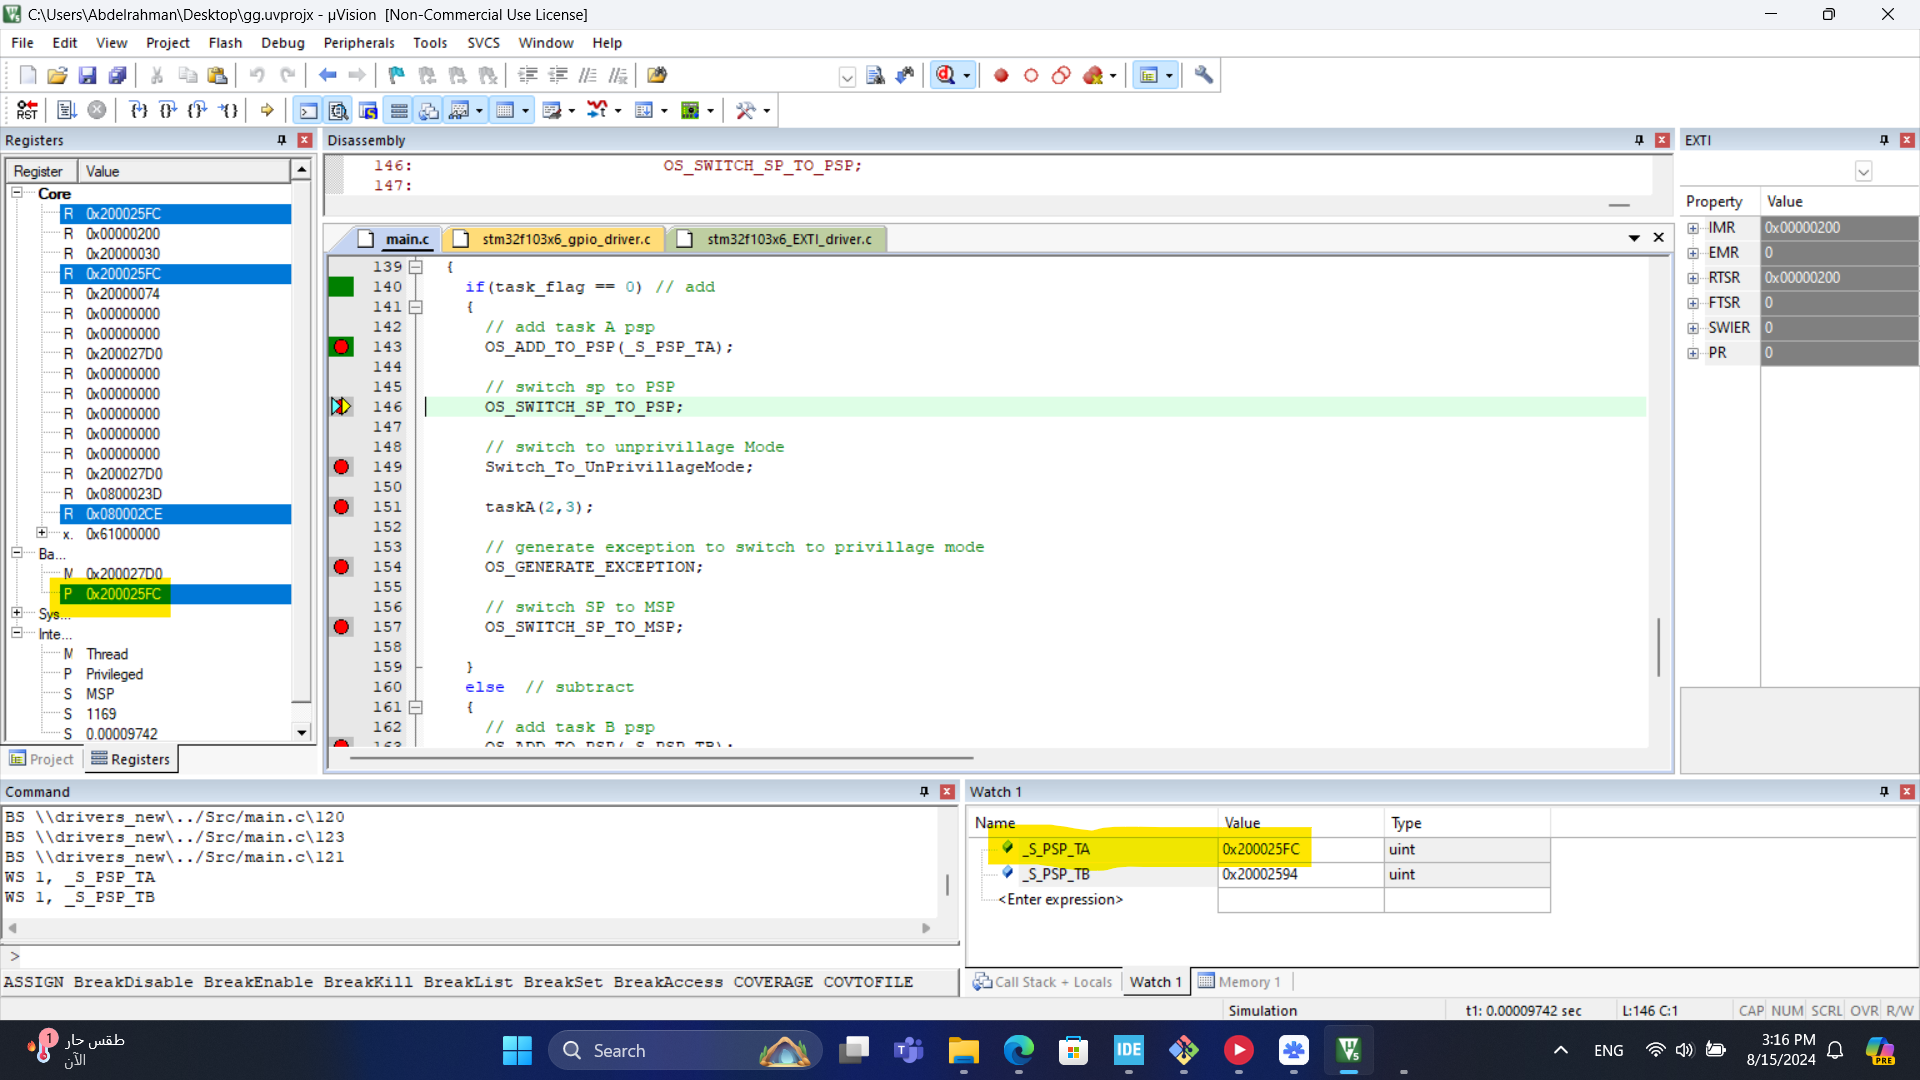 C:\Users\Abdelrahman\Desktop\gg.uvprojx - µVision [Non-Commercial Use License]
File Edit View Project Flash Debug Peripherals Tools SVCS Window Help
RST
Registers
Register Value
Core
R 0x200025FC
R 0x00000200
R 0x20000030
R 0x200025FC
R 0x20000074
R 0x00000000
R 0x00000000
R 0x200027D0
R 0x00000000
R 0x00000000
R 0x00000000
R 0x00000000
R 0x00000000
R 0x200027D0
R 0x0800023D
R 0x080002CE
x. 0x61000000
Ba...
M 0x200027D0
P 0x200025FC
Sys...
Inte...
M Thread
P Privileged
S MSP
S 1169
S 0.00009742
Project Registers
Disassembly
146: OS_SWITCH_SP_TO_PSP;
147:
main.c stm32f103x6_gpio_driver.c stm32f103x6_EXTI_driver.c
139 {
140 if(task_flag == 0) // add
141 {
142 // add task A psp
143 OS_ADD_TO_PSP(_S_PSP_TA);
144
145 // switch sp to PSP
146 OS_SWITCH_SP_TO_PSP;
147
148 // switch to unprivillage Mode
149 Switch_To_UnPrivillageMode;
150
151 taskA(2,3);
152
153 // generate exception to switch to privillage mode
154 OS_GENERATE_EXCEPTION;
155
156 // switch SP to MSP
157 OS_SWITCH_SP_TO_MSP;
158
159 }
160 else // subtract
161 {
162 // add task B psp
163 OS_ADD_TO_PSP(_S_PSP_TB);
EXTI
Property Value
IMR 0x00000200
EMR 0
RTSR 0x00000200
FTSR 0
SWIER 0
PR 0
Command
BS \\drivers_new\../Src/main.c\120
BS \\drivers_new\../Src/main.c\123
BS \\drivers_new\../Src/main.c\121
WS 1, _S_PSP_TA
WS 1, _S_PSP_TB
>
ASSIGN BreakDisable BreakEnable BreakKill BreakList BreakSet BreakAccess COVERAGE COVTOFILE
Watch 1
Name Value Type
_S_PSP_TA 0x200025FC uint
_S_PSP_TB 0x20002594 uint
<Enter expression>
Call Stack + Locals Watch 1 Memory 1
Simulation t1: 0.00009742 sec L:146 C:1 CAP NUM SCRL OVR R/W
1
طقس حار
الآن
Search
IDE
ENG
3:16 PM
8/15/2024
PRE